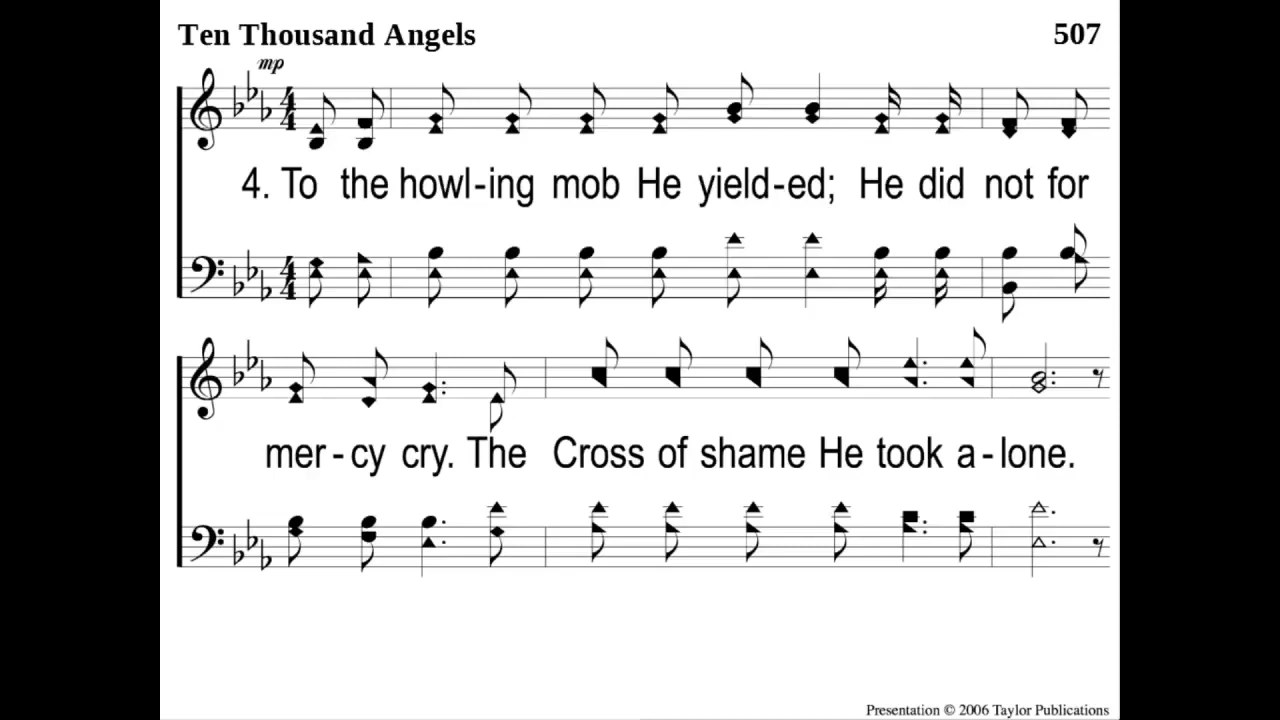 Ten Thousand Angels 507
mp
4. To the howl-ing mob He yield-ed; He did not for
mer-cy cry. The Cross of shame He took a-lone.
Presentation © 2006 Taylor Publications